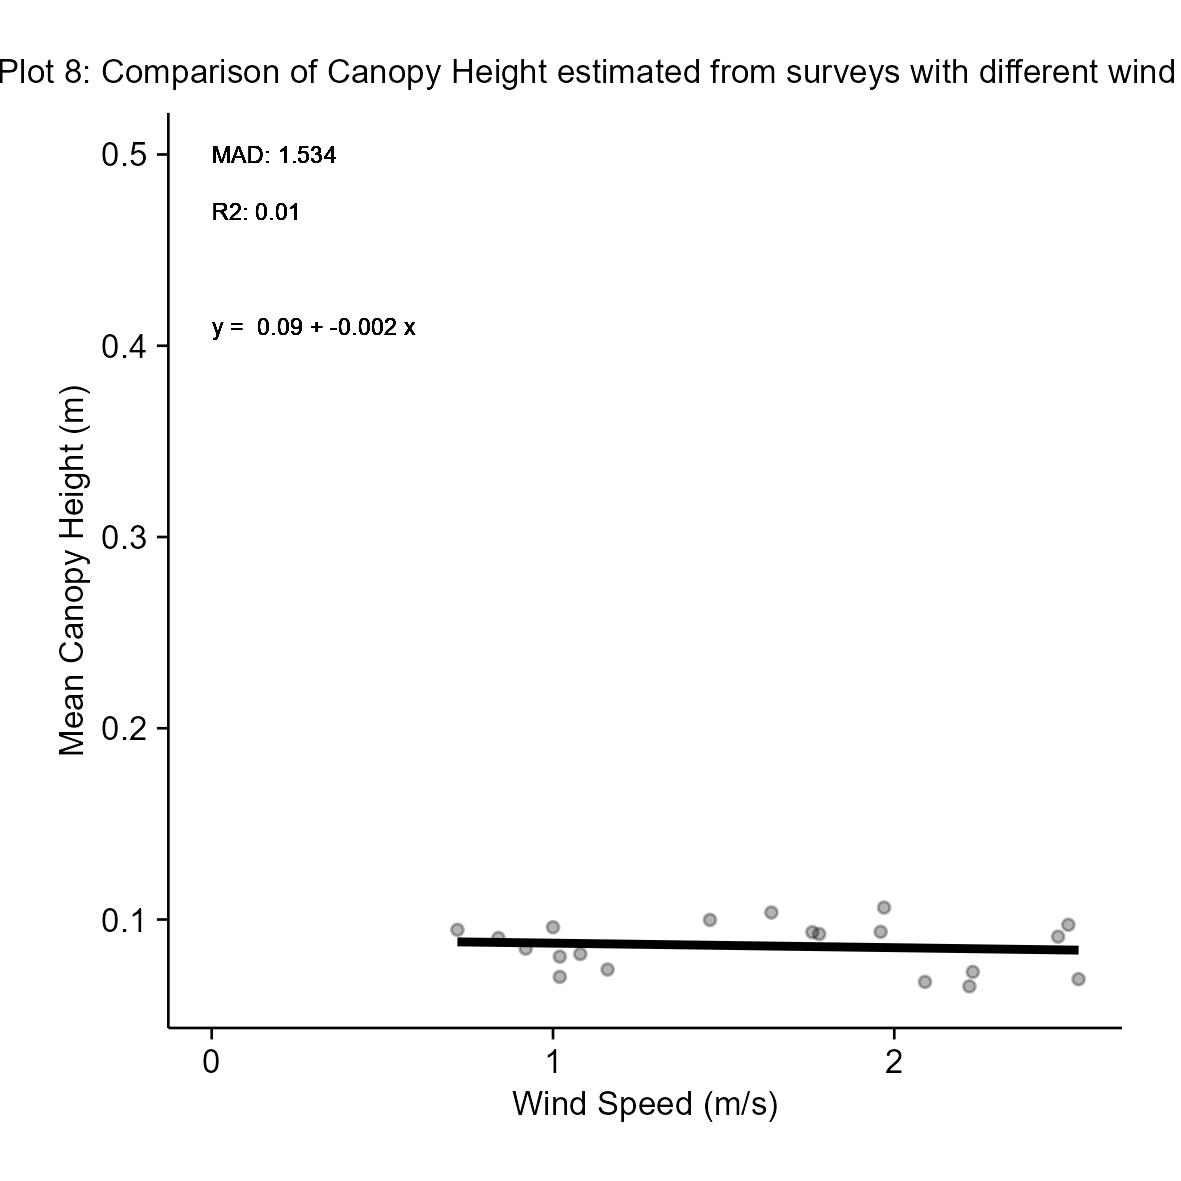 Plot 8: Comparison of Canopy Height estimated from surveys with different wind
0.5
MAD: 1.534
R2: 0.01
y =  0.09 + -0.002 x
0.4
Mean Canopy Height (m)
0.3
0.2
0.1
0 1 2
Wind Speed (m/s)